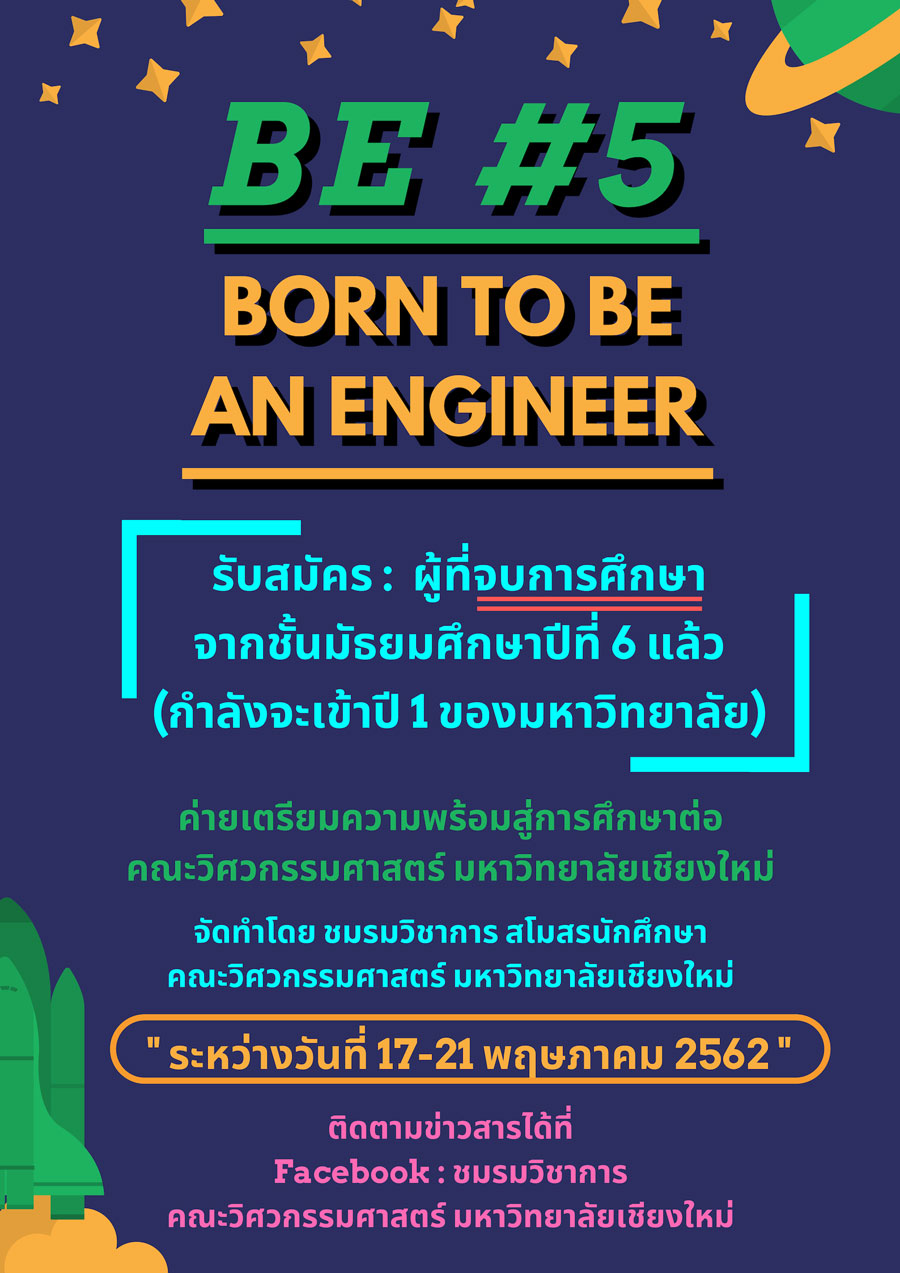 BE #5
BORN TO BE
AN ENGINEER
รับสมัคร : ผู้ที่จบการศึกษา
จากชั้นมัธยมศึกษาปีที่ 6 แล้ว
(กำลังจะเข้าปี 1 ของมหาวิทยาลัย)
ค่ายเตรียมความพร้อมสู่การศึกษาต่อ
คณะวิศวกรรมศาสตร์ มหาวิทยาลัยเชียงใหม่
จัดทำโดย ชมรมวิชาการ สโมสรนักศึกษา
คณะวิศวกรรมศาสตร์ มหาวิทยาลัยเชียงใหม่
" ระหว่างวันที่ 17-21 พฤษภาคม 2562 "
ติดตามข่าวสารได้ที่
Facebook : ชมรมวิชาการ
คณะวิศวกรรมศาสตร์ มหาวิทยาลัยเชียงใหม่